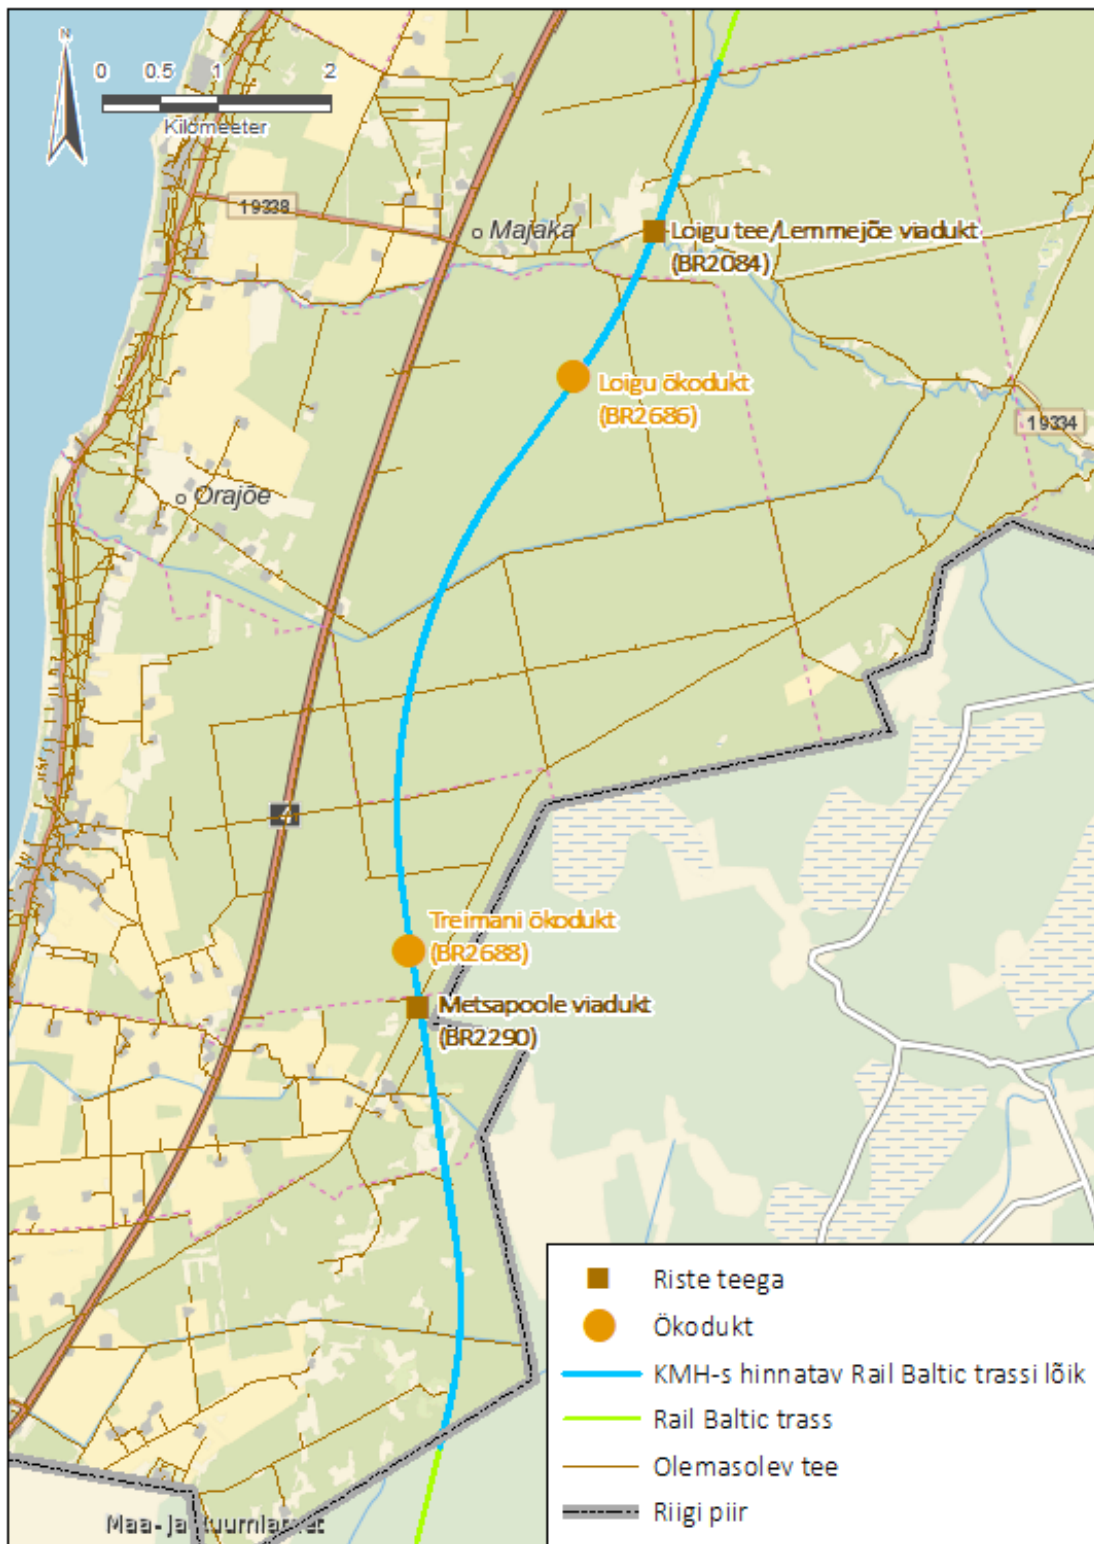 N
0 0.5 1 2
Kilomeeter
19338
Majaka
Loigu tee/Lemmejõe viadukt
(BR2084)
Loigu ökodukt
(BR2686)
19334
Orajõe
4
Treimani ökodukt
(BR2688)
Metsapoole viadukt
(BR2290)
Riste teega
Ökodukt
KMH-s hinnatav Rail Baltic trassi lõik
Rail Baltic trass
Olemasolev tee
Riigi piir
Maa- ja